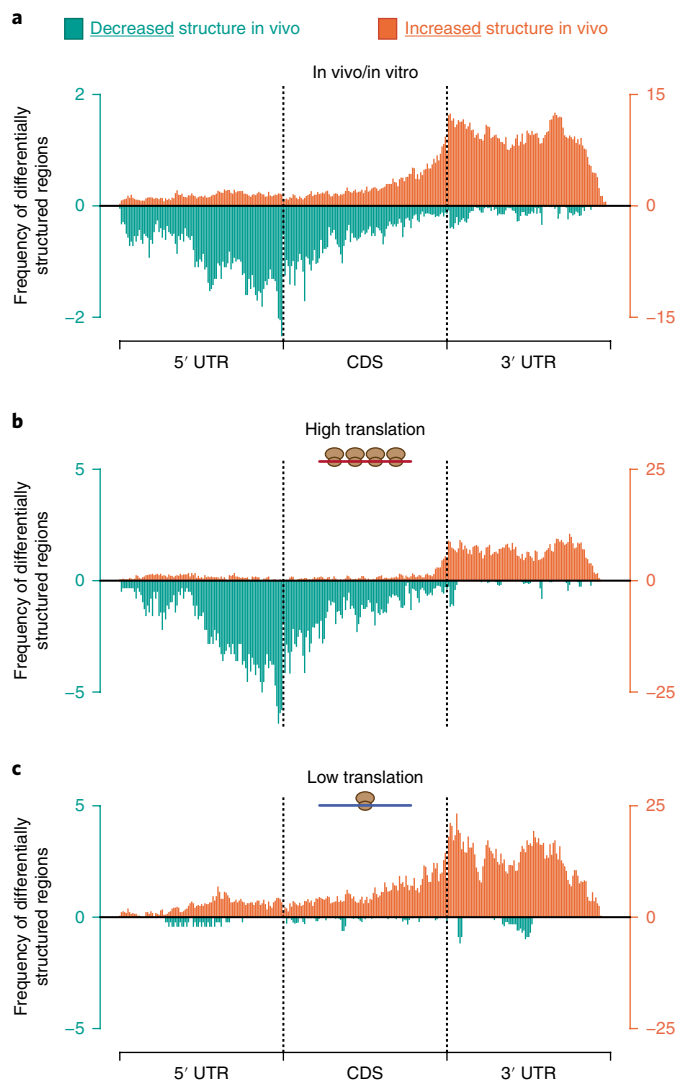 a
Decreased structure in vivo
Increased structure in vivo
In vivo/in vitro
Frequency of differentially
structured regions
2
0
−2
15
0
−15
5′ UTR
CDS
3′ UTR
b
High translation
Frequency of differentially
structured regions
5
0
−5
25
0
−25
c
Low translation
Frequency of differentially
structured regions
5
0
−5
25
0
−25
5′ UTR
CDS
3′ UTR